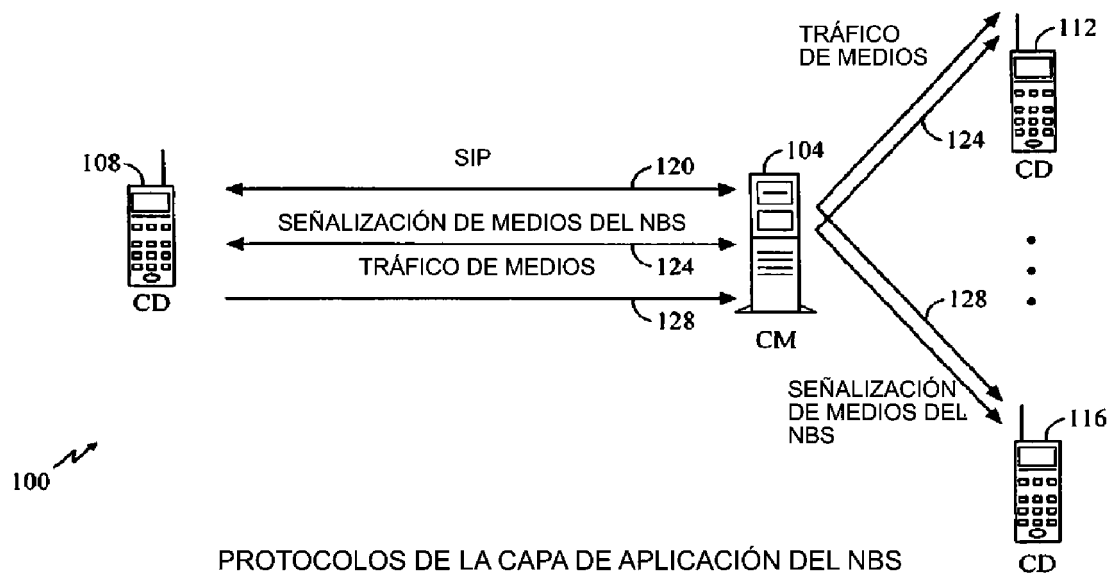 TRÁFICO
DE MEDIOS
112
124
CD
108
SIP
120
104
SEÑALIZACIÓN DE MEDIOS DEL NBS
124
TRÁFICO DE MEDIOS
128
CD
CM
128
SEÑALIZACIÓN
DE MEDIOS DEL
NBS
116
CD
100
PROTOCOLOS DE LA CAPA DE APLICACIÓN DEL NBS